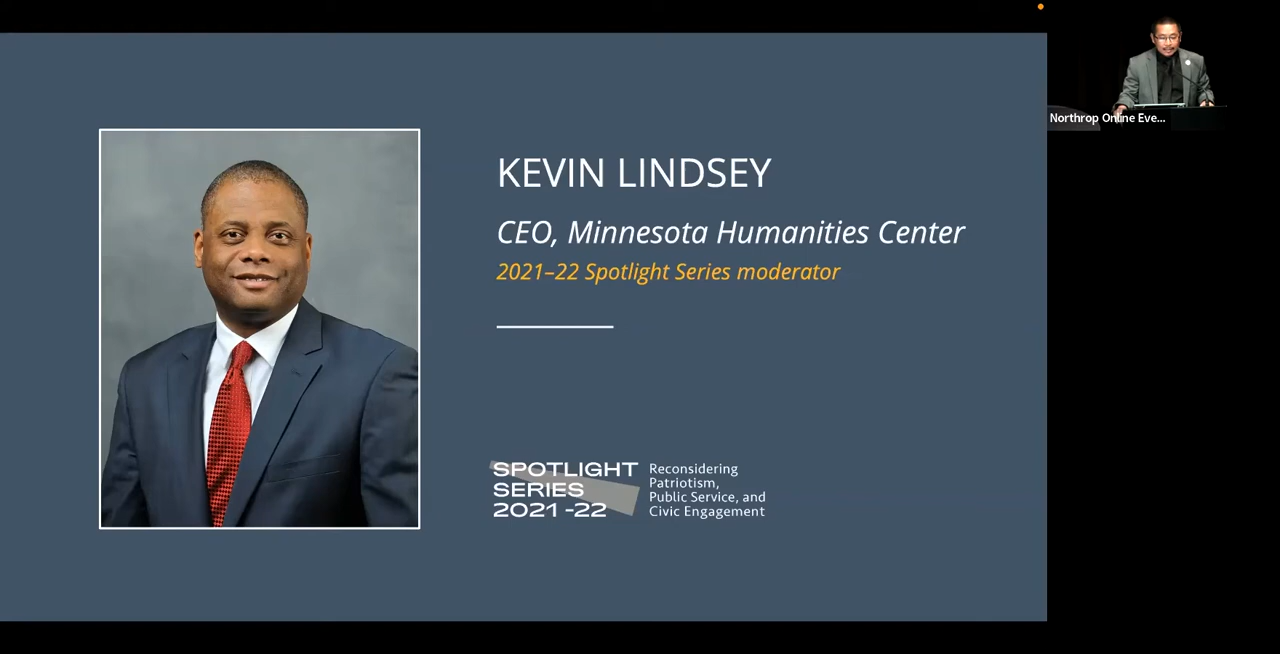 KEVIN LINDSEY
CEO, Minnesota Humanities Center
2021–22 Spotlight Series moderator
SPOTLIGHT
SERIES
2021 -22
Reconsidering
Patriotism,
Public Service, and
Civic Engagement
Northrop Online Eve...